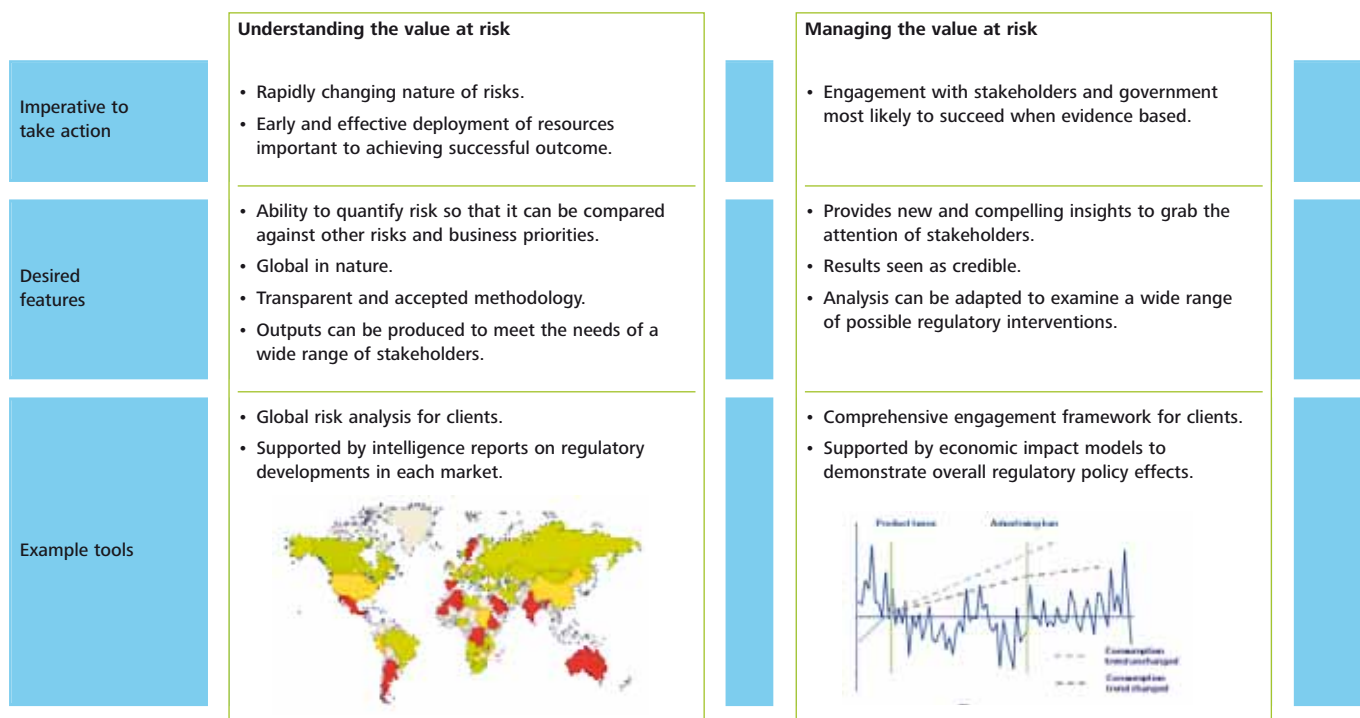 Understanding the value at risk
Managing the value at risk
Imperative to
take action
• Rapidly changing nature of risks.
• Early and effective deployment of resources
important to achieving successful outcome.
• Engagement with stakeholders and government
most likely to succeed when evidence based.
Desired
features
• Ability to quantify risk so that it can be compared
against other risks and business priorities.
• Global in nature.
• Transparent and accepted methodology.
• Outputs can be produced to meet the needs of a
wide range of stakeholders.
• Provides new and compelling insights to grab the
attention of stakeholders.
• Results seen as credible.
• Analysis can be adapted to examine a wide range
of possible regulatory interventions.
Example tools
• Global risk analysis for clients.
• Supported by intelligence reports on regulatory
developments in each market.
• Comprehensive engagement framework for clients.
• Supported by economic impact models to
demonstrate overall regulatory policy effects.
Product taxes
Advertising ban
Consumption
trend unchanged
Consumption
trend changed